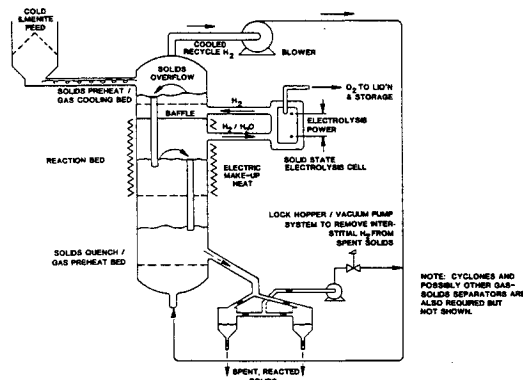 COLD
ILMENITE
FEED
COOLED
RECYCLE H2
BLOWER
SOLIDS
OVERFLOW
SOLIDS PREHEAT /
GAS COOLING BED
H2
O2 TO LIQ'N
& STORAGE
BAFFLE
ELECTROLYSIS
POWER
H2 / H2O
REACTION BED
ELECTRIC
MAKE-UP
HEAT
SOLID STATE
ELECTROLYSIS CELL
LOCK HOPPER / VACUUM PUMP
SYSTEM TO REMOVE INTER-
STITIAL H2 FROM
SPENT SOLIDS
SOLIDS QUENCH /
GAS PREHEAT BED
NOTE: CYCLONES AND
POSSIBLY OTHER GAS-
SOLIDS SEPARATORS ARE
ALSO REQUIRED BUT
NOT SHOWN.
SPENT, REACTED